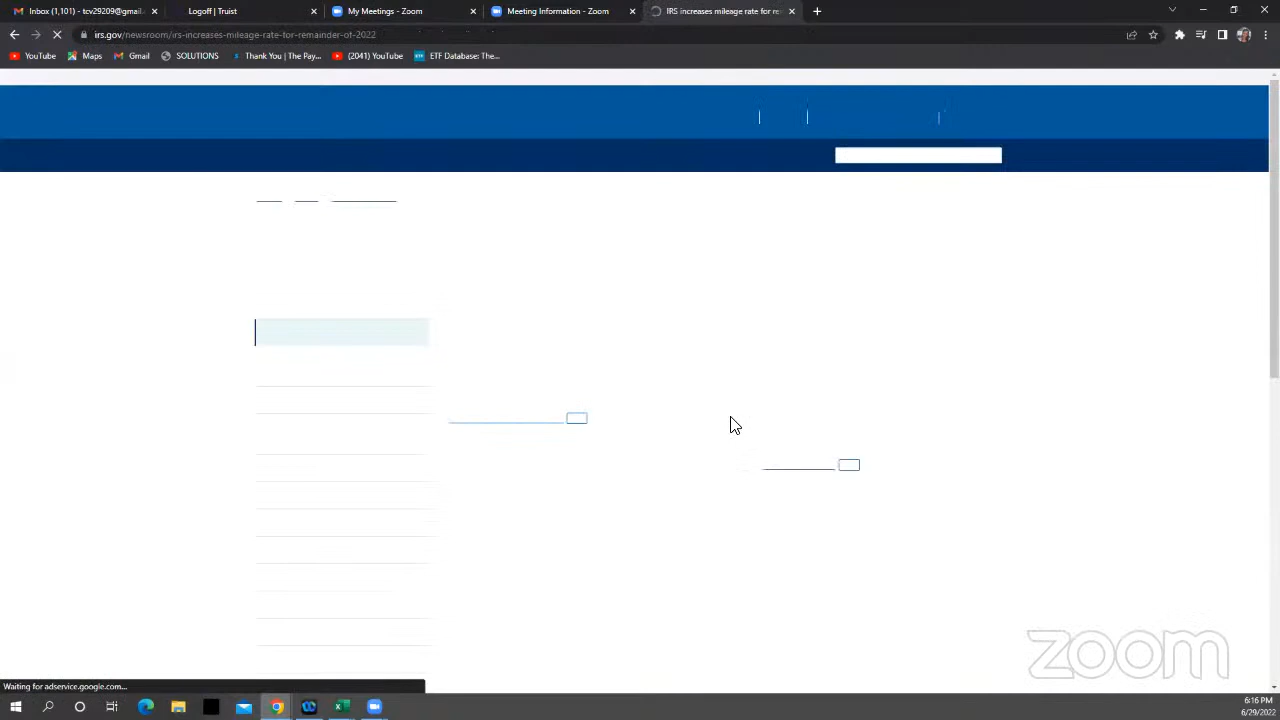 Inbox (1,101) - tcv29209@gmail.
Logoff | Truist
My Meetings - Zoom
Meeting Information - Zoom
IRS increases mileage rate for re
irs.gov/newsroom/irs-increases-mileage-rate-for-remainder-of-2022
YouTube
Maps
Gmail
SOLUTIONS
Thank You | The Pay...
(2041) YouTube
ETF Database: The...
zoom
Waiting for adservice.google.com...
6:16 PM
6/29/2022